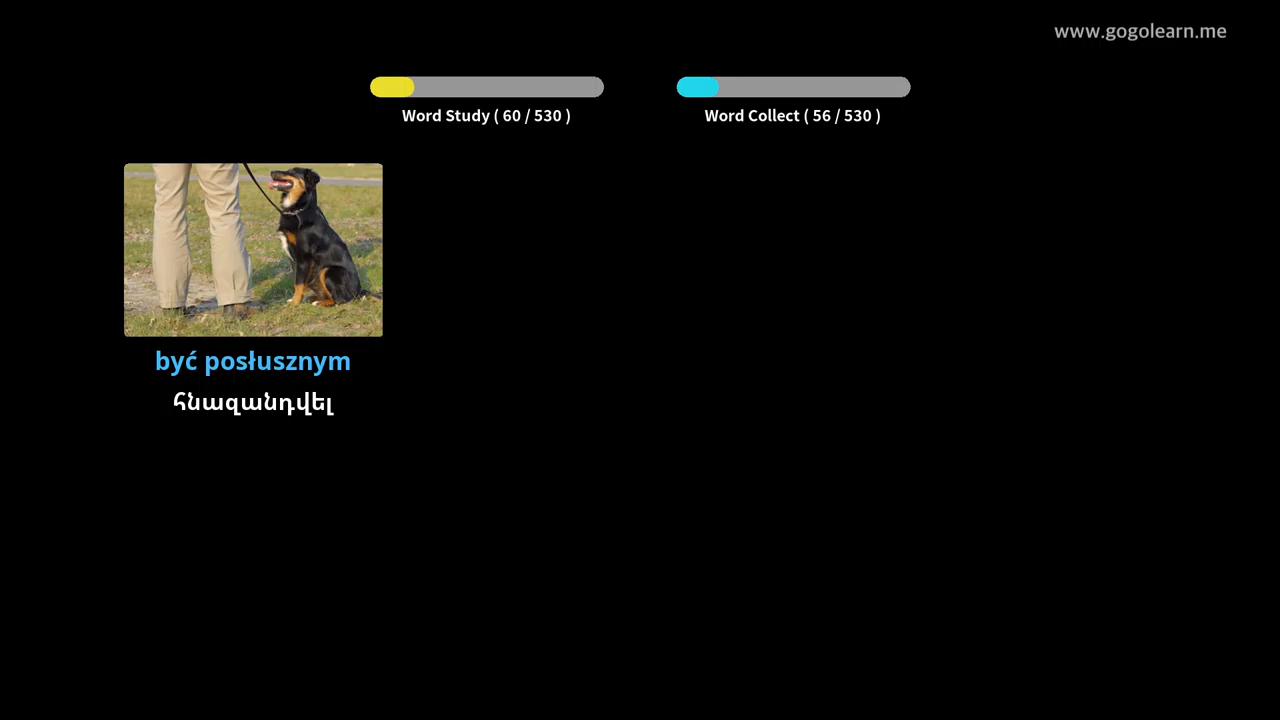 www.gogolearn.me
Word Study ( 60 / 530 )
Word Collect ( 56 / 530 )
być posłusznym
հնազանդվել